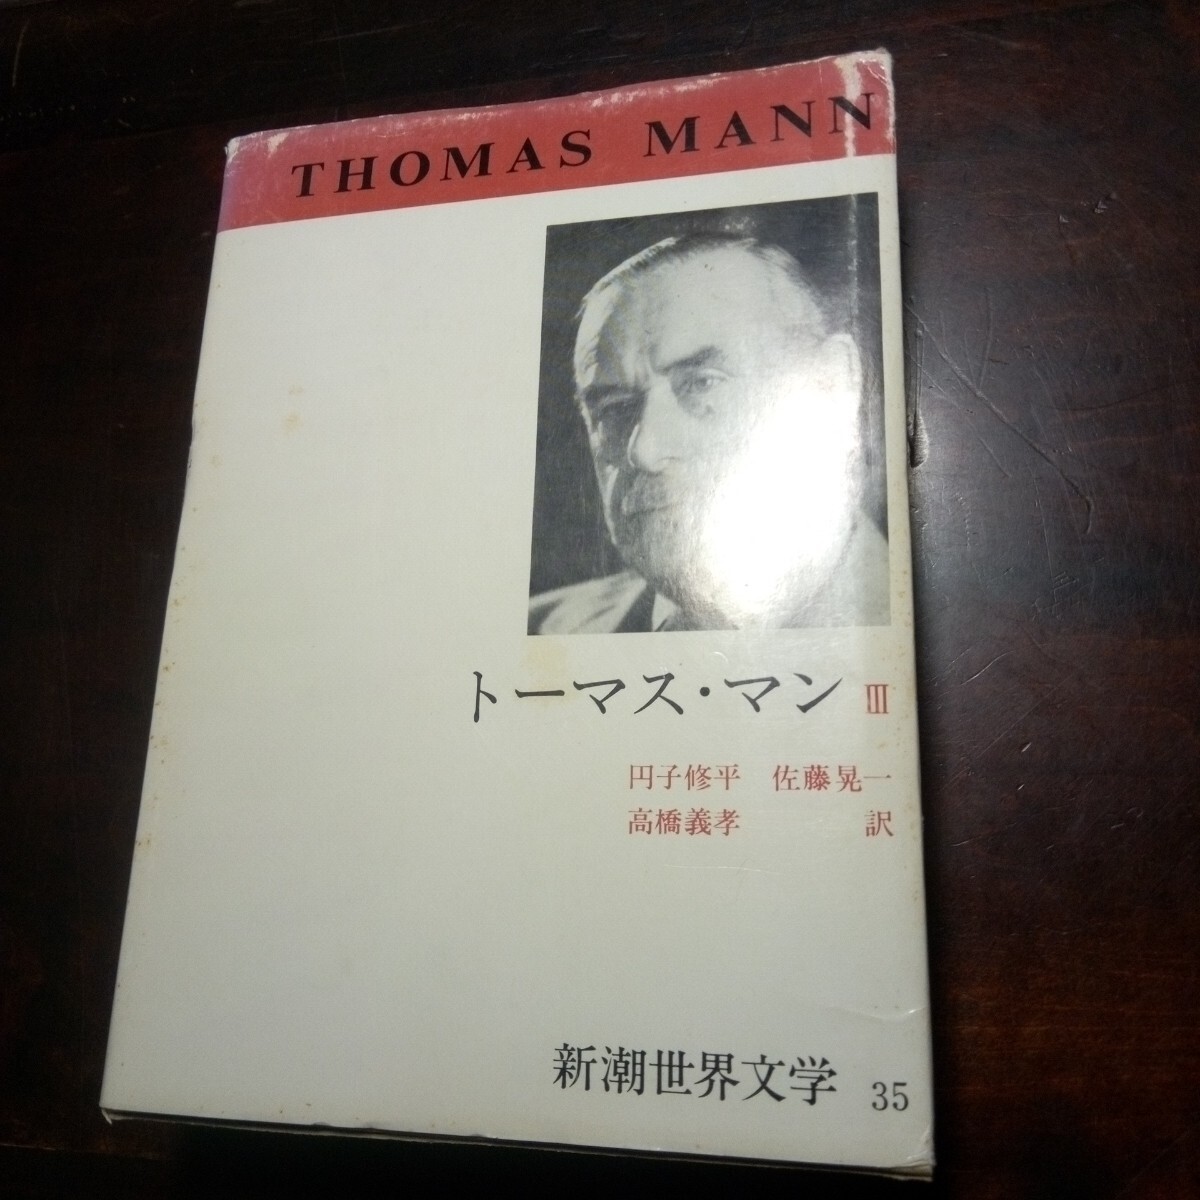 THOMAS MANN
トーマス・マン III
円子修平 佐藤晃一
高橋義孝 訳
新潮世界文学 35